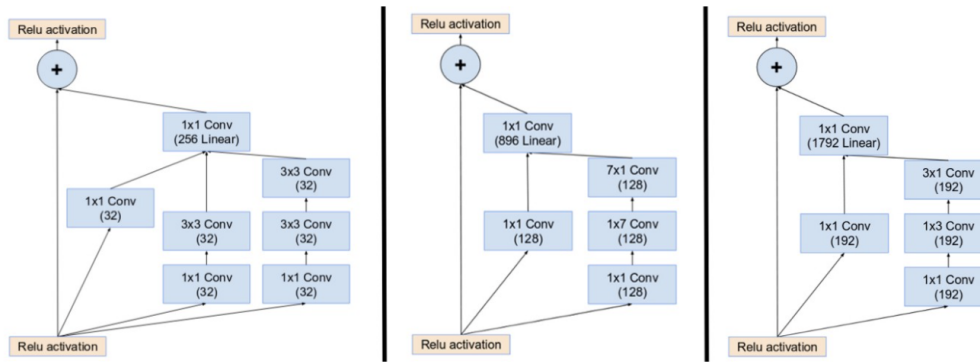 Relu activation
+
1x1 Conv
(256 Linear)
3x3 Conv
(32)
1x1 Conv
(32)
3x3 Conv
(32)
3x3 Conv
(32)
1x1 Conv
(32)
1x1 Conv
(32)
Relu activation
Relu activation
+
1x1 Conv
(896 Linear)
7x1 Conv
(128)
1x1 Conv
(128)
1x7 Conv
(128)
1x1 Conv
(128)
Relu activation
Relu activation
+
1x1 Conv
(1792 Linear)
3x1 Conv
(192)
1x1 Conv
(192)
1x3 Conv
(192)
1x1 Conv
(192)
Relu activation